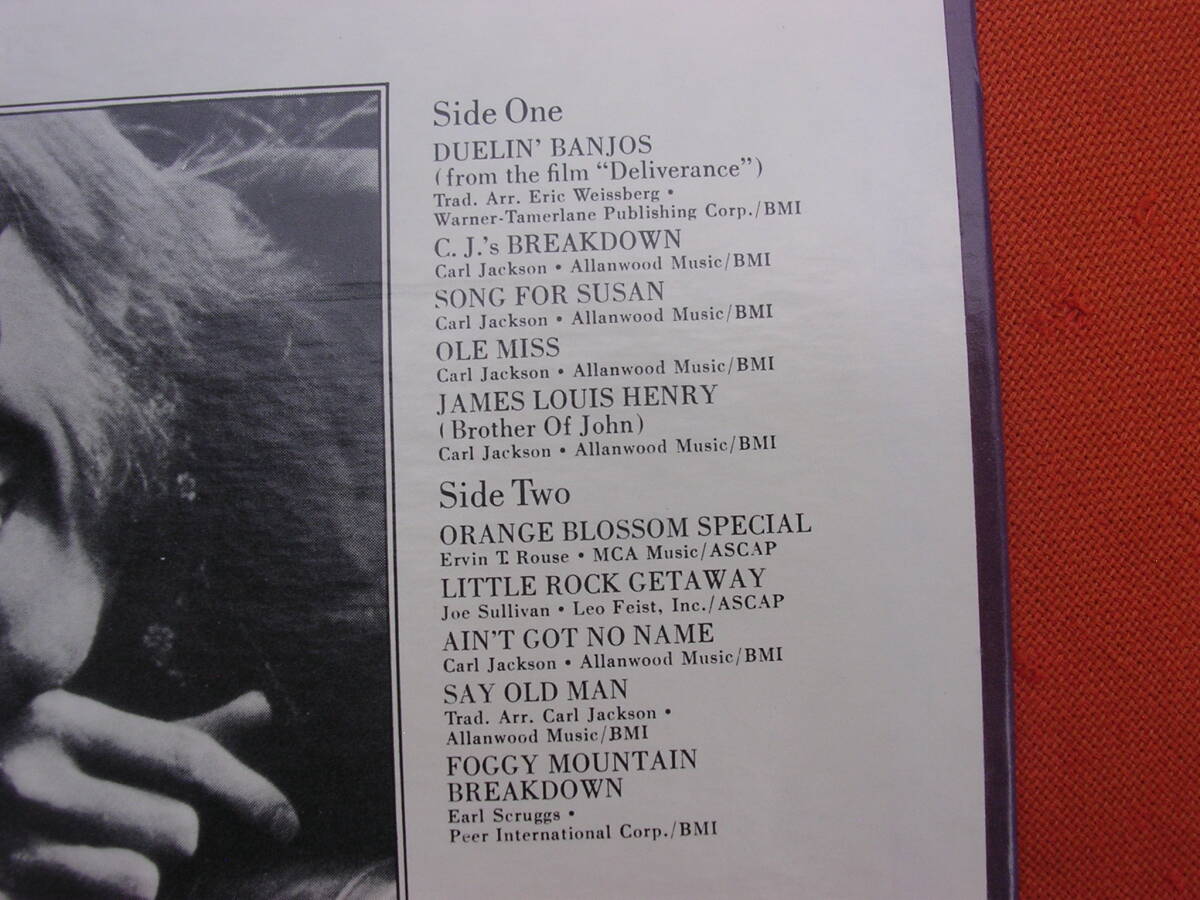 Side One
DUELIN' BANJOS
(from the film “Deliverance”)
Trad. Arr. Eric Weissberg •
Warner-Tamerlane Publishing Corp./BMI
C. J.'s BREAKDOWN
Carl Jackson • Allanwood Music/BMI
SONG FOR SUSAN
Carl Jackson • Allanwood Music/BMI
OLE MISS
Carl Jackson • Allanwood Music/BMI
JAMES LOUIS HENRY
(Brother Of John)
Carl Jackson • Allanwood Music/BMI
Side Two
ORANGE BLOSSOM SPECIAL
Ervin T. Rouse • MCA Music/ASCAP
LITTLE ROCK GETAWAY
Joe Sullivan • Leo Feist, Inc./ASCAP
AIN'T GOT NO NAME
Carl Jackson • Allanwood Music/BMI
SAY OLD MAN
Trad. Arr. Carl Jackson •
Allanwood Music/BMI
FOGGY MOUNTAIN
BREAKDOWN
Earl Scruggs •
Peer International Corp./BMI